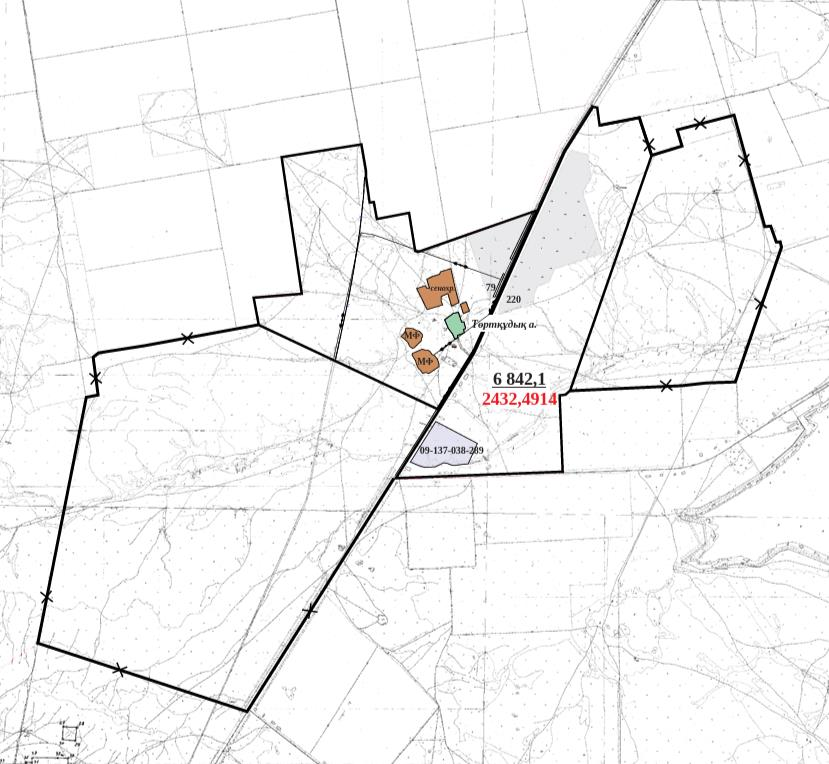 сенохр.
79
220
Төртқұдық а.
МФ
МФ
6 842,1
2432,4914
09-137-038-289